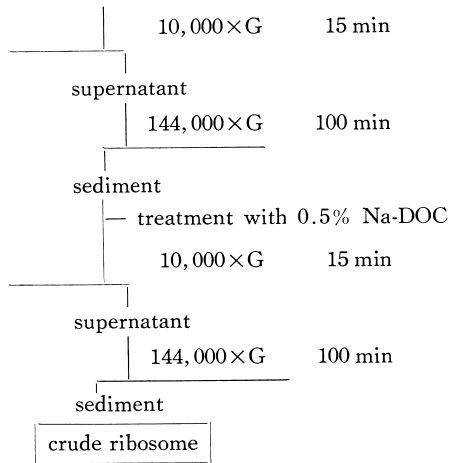 10,000×G 15 min
supernatant
144,000×G 100 min
sediment
treatment with 0.5% Na-DOC
10,000×G 15 min
supernatant
144,000×G 100 min
sediment
crude ribosome